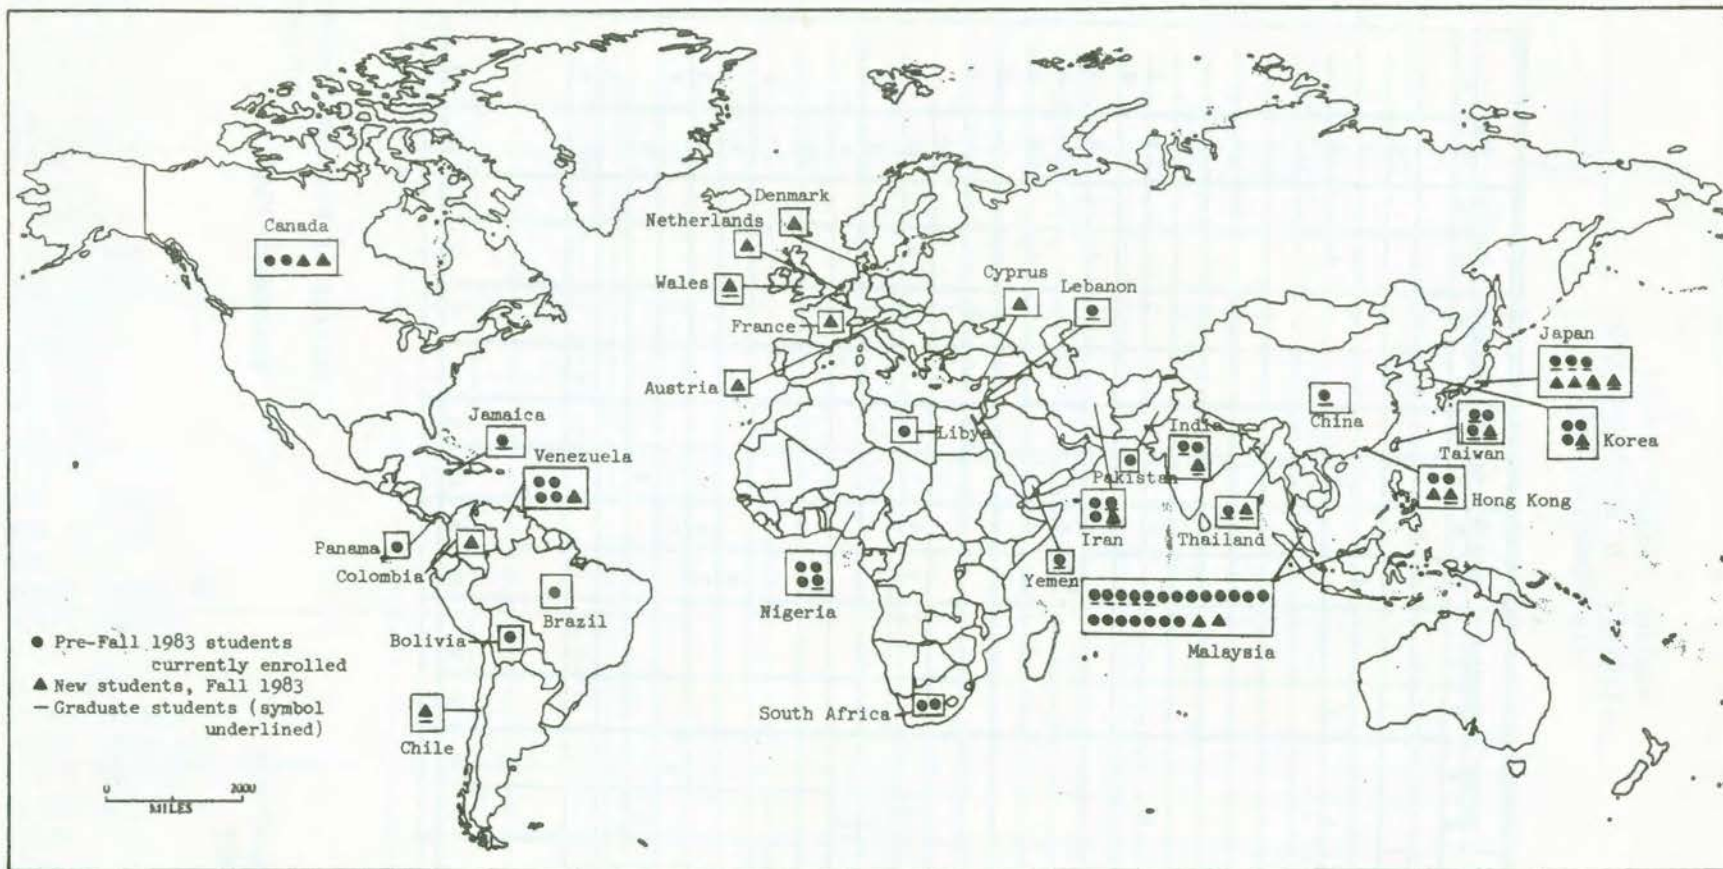 Denmark
Netherlands
Canada
Wales
Cyprus
Lebanon
France
Japan
Austria
Jamaica
China
Libya
India
Venezuela
Taiwan
Korea
Pakistan
Hong Kong
Iran
Thailand
Panama
Colombia
Yemen
Nigeria
Brazil
Bolivia
Malaysia
South Africa
Chile
● Pre-Fall 1983 students
currently enrolled
▲ New students, Fall 1983
— Graduate students (symbol
underlined)
0 2000
MILES